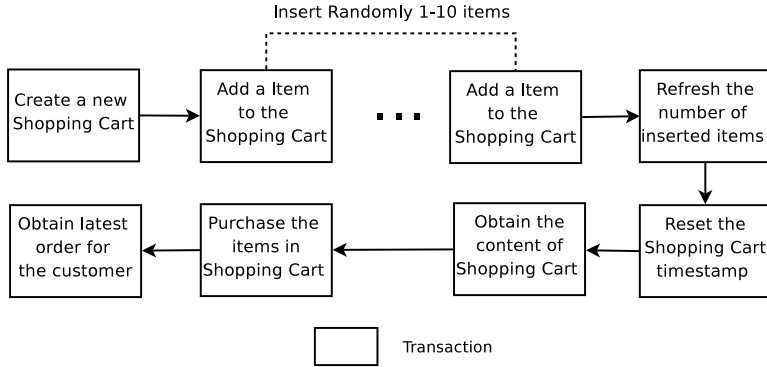 Insert Randomly 1-10 items
Create a new
Shopping Cart
Add a Item
to the
Shopping Cart
Add a Item
to the
Shopping Cart
Refresh the
number of
inserted items
Reset the
Shopping Cart
timestamp
Obtain the
content of
Shopping Cart
Purchase the
items in
Shopping Cart
Obtain latest
order for
the customer
Transaction